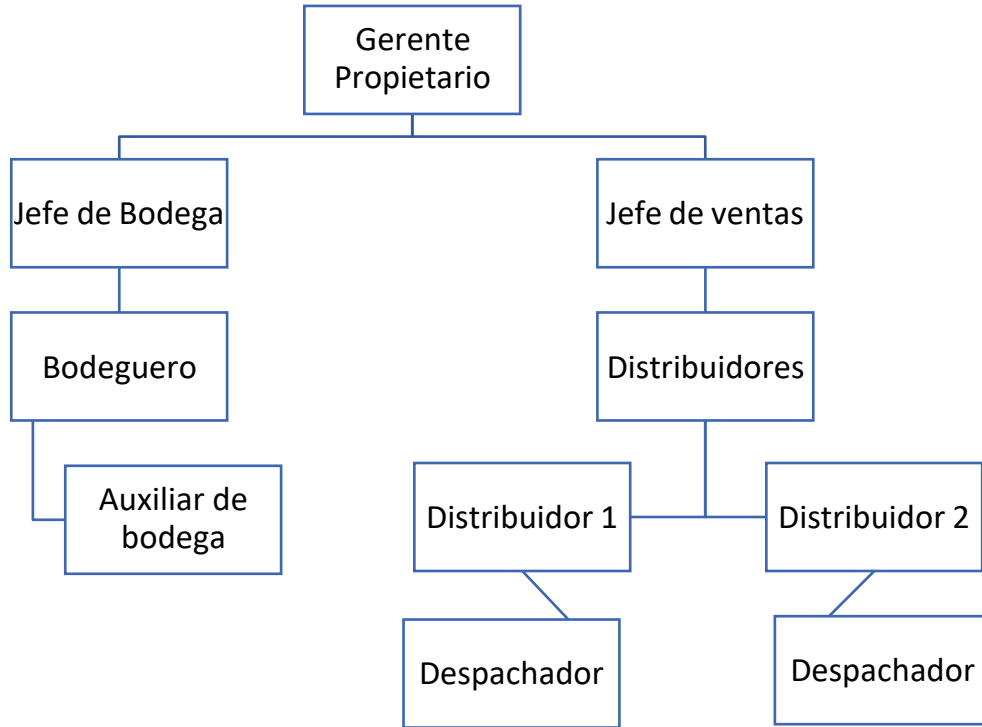 Gerente
Propietario
Jefe de Bodega
Jefe de ventas
Bodeguero
Distribuidores
Auxiliar de
bodega
Distribuidor 1
Distribuidor 2
Despachador
Despachador